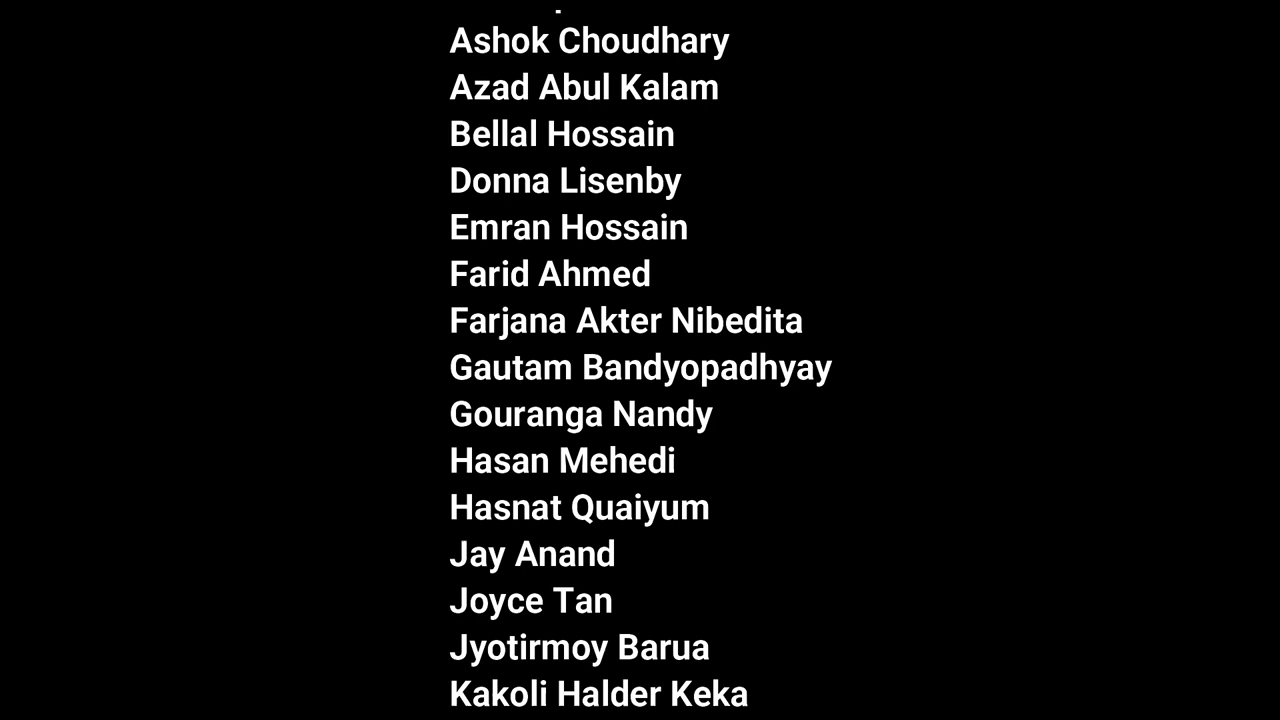 Ashok Choudhary
Azad Abul Kalam
Bellal Hossain
Donna Lisenby
Emran Hossain
Farid Ahmed
Farjana Akter Nibedita
Gautam Bandyopadhyay
Gouranga Nandy
Hasan Mehedi
Hasnat Quaiyum
Jay Anand
Joyce Tan
Jyotirmoy Barua
Kakoli Halder Keka